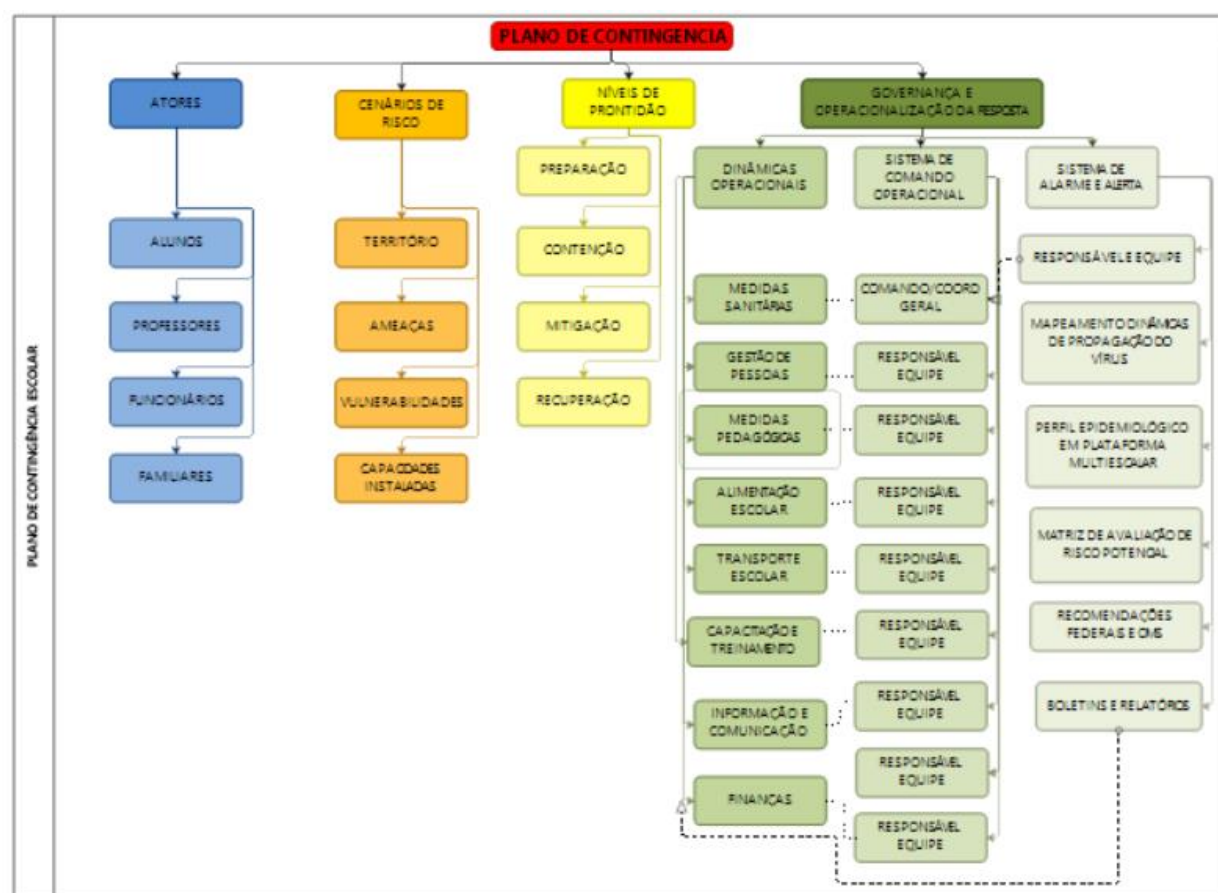 PLANO DE CONTINGÊNCIA ESCOLAR
PLANO DE CONTINGENCIA
ATORES
ALUNOS
PROFESSORES
FUNCIONÁRIOS
FAMILIARES
CENÁRIOS DE
RISCO
TERRITÓRIO
AMEAÇAS
VULNERABILIDADES
CAPACIDADES
INSTALADAS
NÍVEIS DE
PRONTIDÃO
PREPARAÇÃO
CONTENÇÃO
MITIGAÇÃO
RECUPERAÇÃO
GOVERNANÇA E
OPERACIONALIZAÇÃO DA RESPOSTA
DINÂMICAS
OPERACIONAIS
MEDIDAS
SANITÁRIAS
GESTÃO DE
PESSOAS
MEDIDAS
PEDAGÓGICAS
ALIMENTAÇÃO
ESCOLAR
TRANSPORTE
ESCOLAR
CAPACITAÇÃO E
TREINAMENTO
INFORMAÇÃO E
COMUNICAÇÃO
FINANÇAS
SISTEMA DE
COMANDO
OPERACIONAL
COMANDO/COORD
GERAL
RESPONSÁVEL
EQUIPE
RESPONSÁVEL
EQUIPE
RESPONSÁVEL
EQUIPE
RESPONSÁVEL
EQUIPE
RESPONSÁVEL
EQUIPE
RESPONSÁVEL
EQUIPE
RESPONSÁVEL
EQUIPE
RESPONSÁVEL
EQUIPE
SISTEMA DE
ALARME E ALERTA
RESPONSÁVEL E EQUIPE
MAPEAMENTO DINÂMICAS
DE PROPAGAÇÃO DO
VÍRUS
PERFIL EPIDEMIOLÓGICO
EM PLATAFORMA
MULTIESCALAR
MATRIZ DE AVALIAÇÃO DE
RISCO POTENCIAL
RECOMENDAÇÕES
FEDERAIS E OMS
BOLETINS E RELATÓRIOS